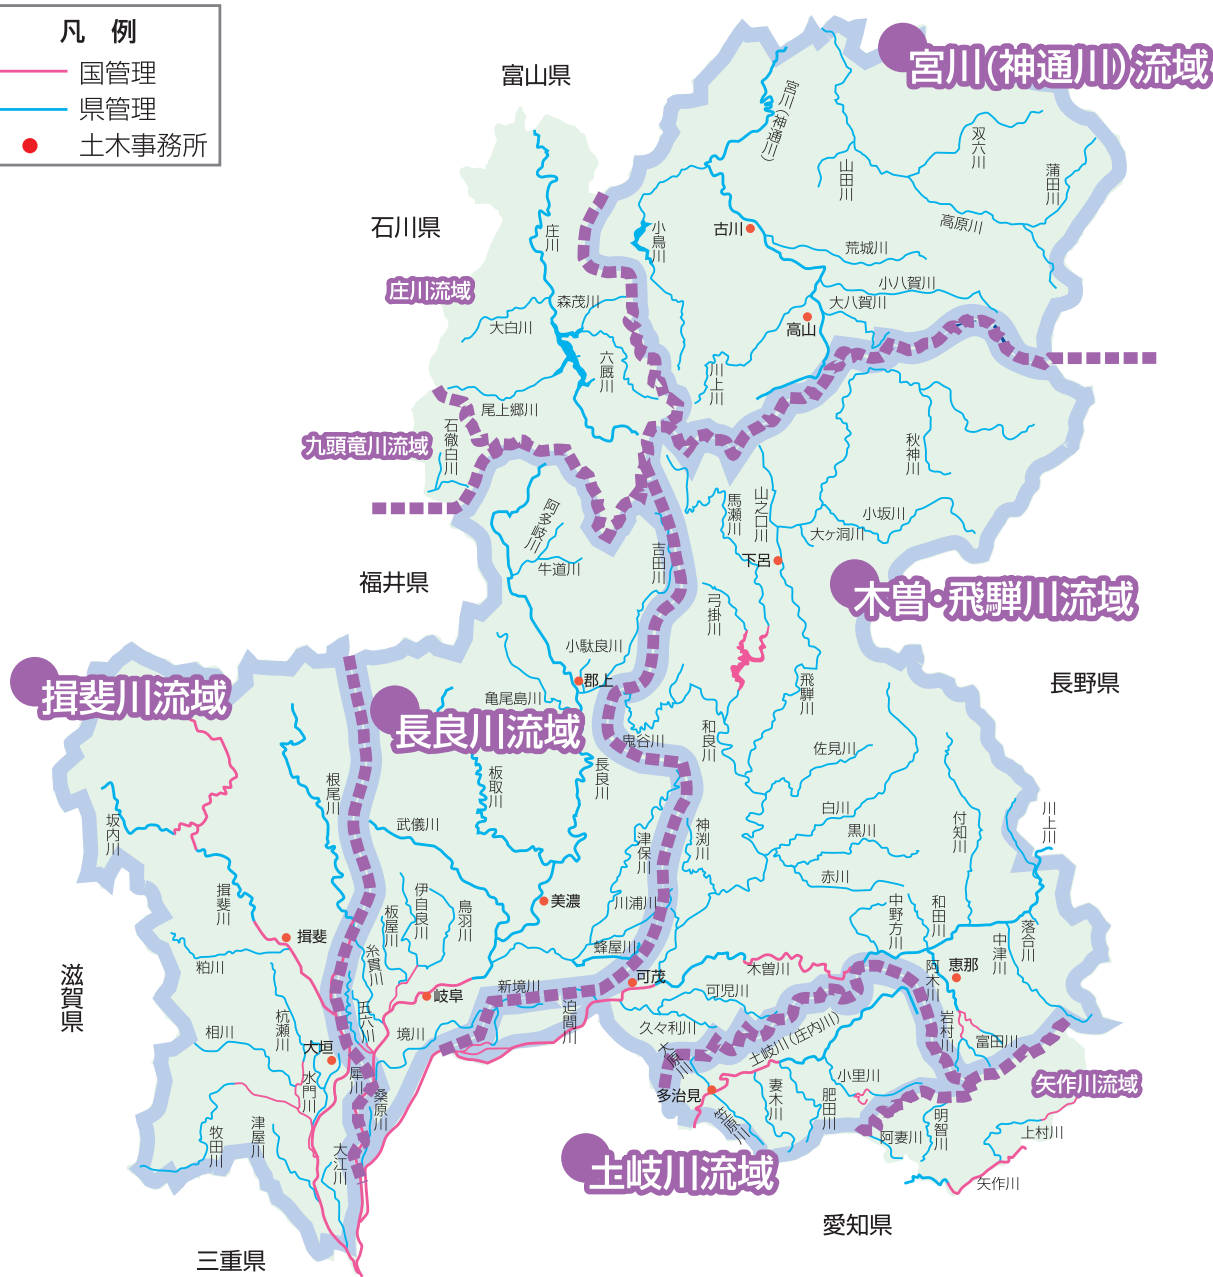 凡 例
国管理
県管理
土木事務所
宮川(神通川)流域
富山県
宮川(神通川)
双六川
山田川
蒲田川
高原川
石川県
庄川
小鳥川
古川
荒城川
小八賀川
大八賀川
庄川流域
森茂川
大白川
高山
六厩川
川上川
尾上郷川
石徹白川
九頭竜川流域
秋神川
馬瀬川
山之口川
小坂川
大ヶ洞川
阿多岐川
牛道川
吉田川
下呂
福井県
弓掛川
木曽・飛騨川流域
小駄良川
郡上
長野県
揖斐川流域
亀尾島川
飛騨川
長良川流域
鬼谷川
和良川
佐見川
板取川
長良川
根尾川
坂内川
武儀川
白川
黒川
付知川
川上川
津保川
神渕川
赤川
揖斐川
伊自良川
板屋川
鳥羽川
美濃
川浦川
中野方川
和田川
落合川
中津川
揖斐
糸貫川
蜂屋川
粕川
滋賀県
木曽川
阿木川
恵那
可茂
新境川
可児川
岐阜
五六川
迫間川
境川
久々利川
土岐川(庄内川)
岩村川
富田川
杭瀬川
相川
大垣
大原川
水門川
犀川
桑原川
多治見
妻木川
肥田川
小里川
矢作川流域
笠原川
牧田川
津屋川
大江川
阿妻川
明智川
上村川
土岐川流域
矢作川
愛知県
三重県